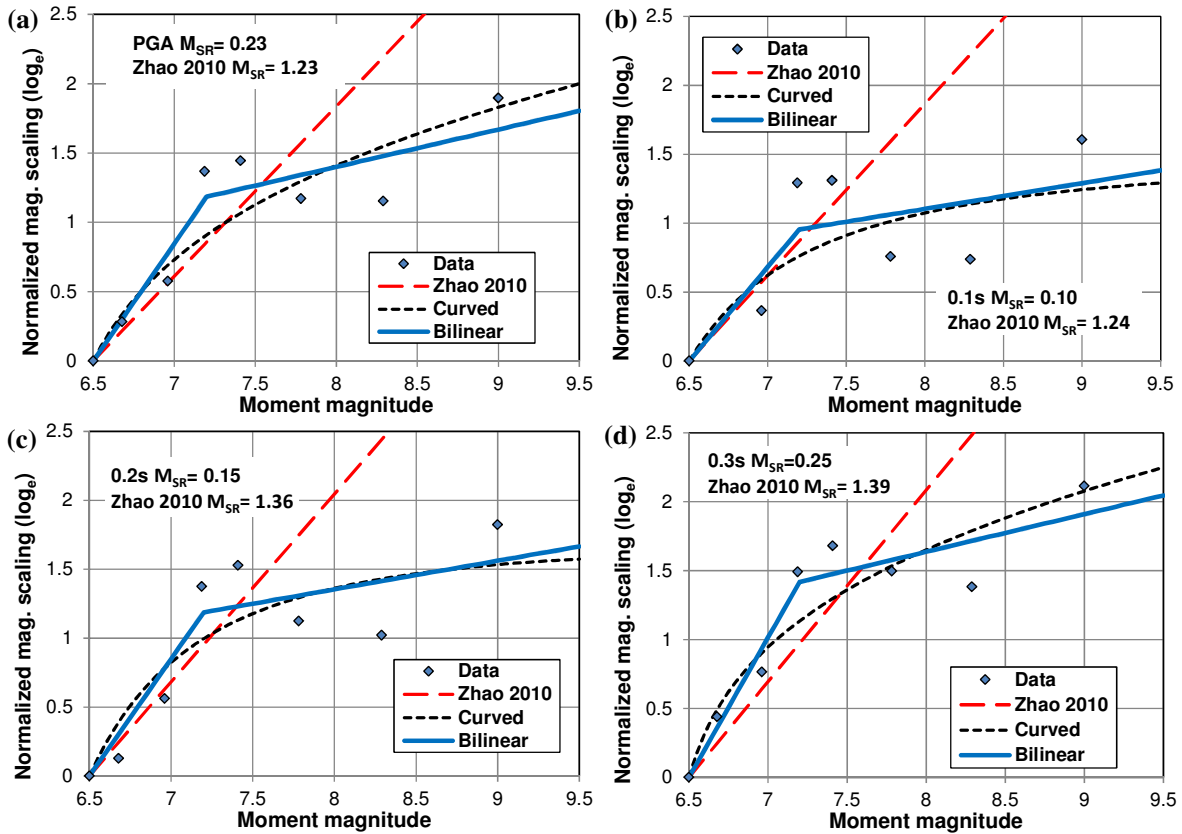 (a)
2.5
2.0
1.5
1.0
0.5
0
Normalized mag. scaling (logₑ)
PGA M_SR= 0.23
Zhao 2010 M_SR= 1.23
Data
Zhao 2010
Curved
Bilinear
6.5 7 7.5 8 8.5 9 9.5
Moment magnitude
(b)
2.5
2.0
1.5
1.0
0.5
0
Normalized mag. scaling (logₑ)
Data
Zhao 2010
Curved
Bilinear
0.1s M_SR= 0.10
Zhao 2010 M_SR= 1.24
6.5 7 7.5 8 8.5 9 9.5
Moment magnitude
(c)
2.5
2
1.5
1
0.5
0
Normalized mag. scaling (logₑ)
0.2s M_SR= 0.15
Zhao 2010 M_SR= 1.36
Data
Zhao 2010
Curved
Bilinear
6.5 7 7.5 8 8.5 9 9.5
Moment magnitude
(d)
2.5
2
1.5
1
0.5
0
Normalized mag. scaling (logₑ)
0.3s M_SR=0.25
Zhao 2010 M_SR= 1.39
Data
Zhao 2010
Curved
Bilinear
6.5 7 7.5 8 8.5 9 9.5
Moment magnitude